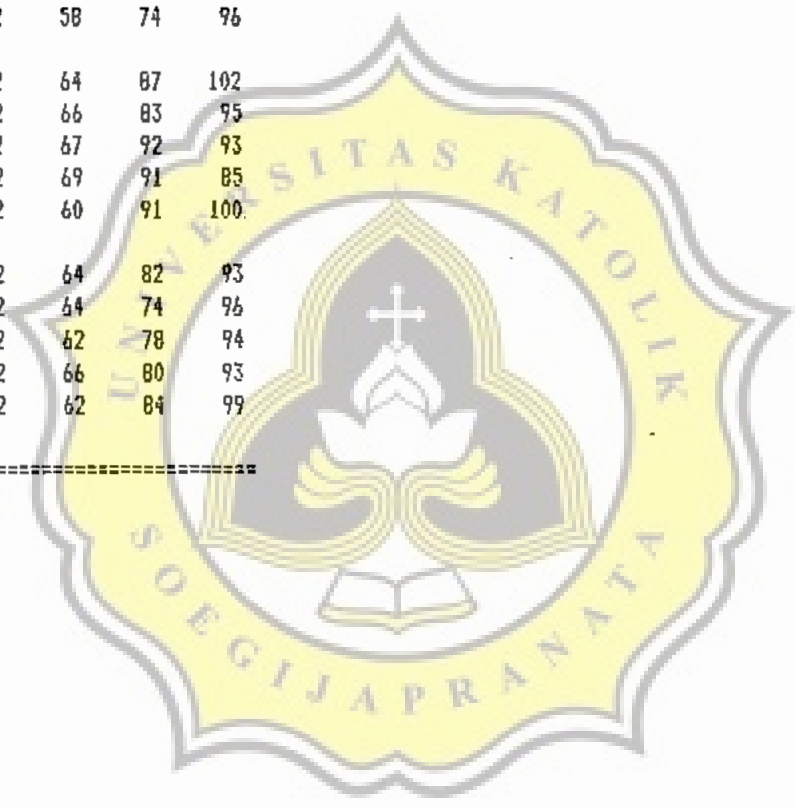 2 58 74 96
2 64 87 102
2 66 83 95
2 67 92 93
2 69 91 85
2 60 91 100
2 64 82 93
2 64 74 96
2 62 78 94
2 66 80 93
2 62 84 99
==========================
UNIVERSITAS KATOLIK
SOEGIJAPRANATA